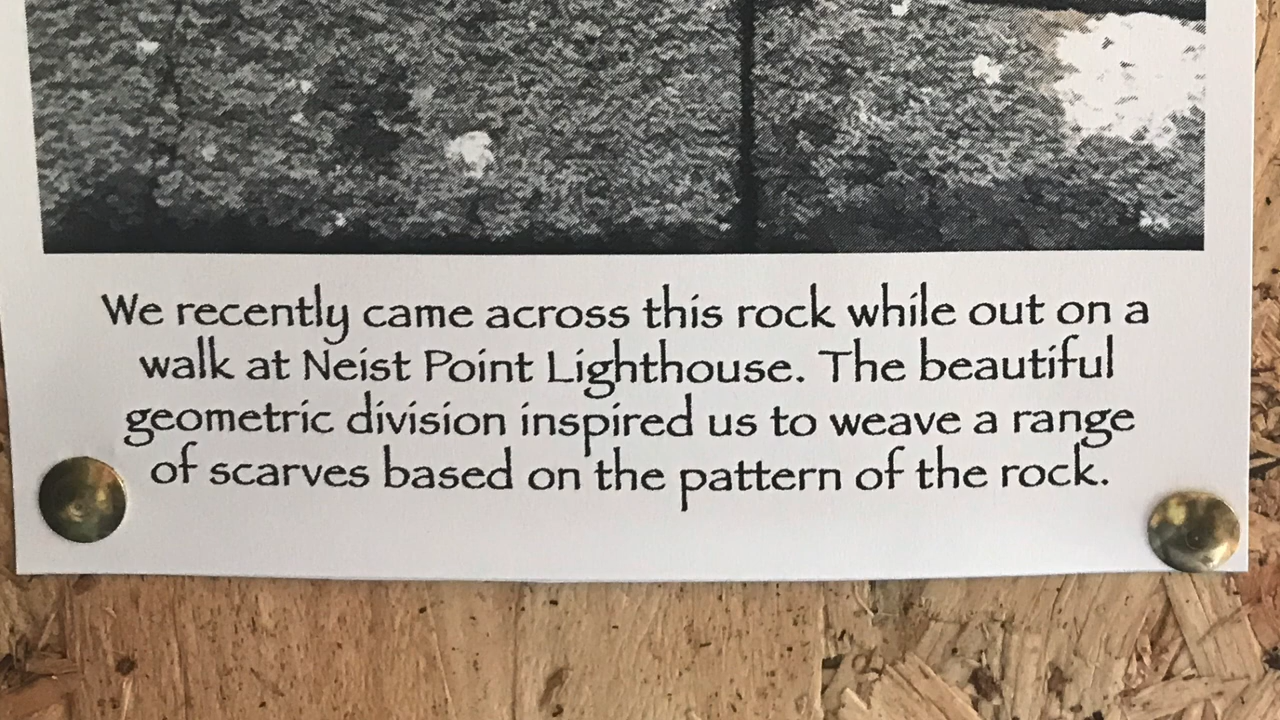 We recently came across this rock while out on a
walk at Neist Point Lighthouse. The beautiful
geometric division inspired us to weave a range
of scarves based on the pattern of the rock.